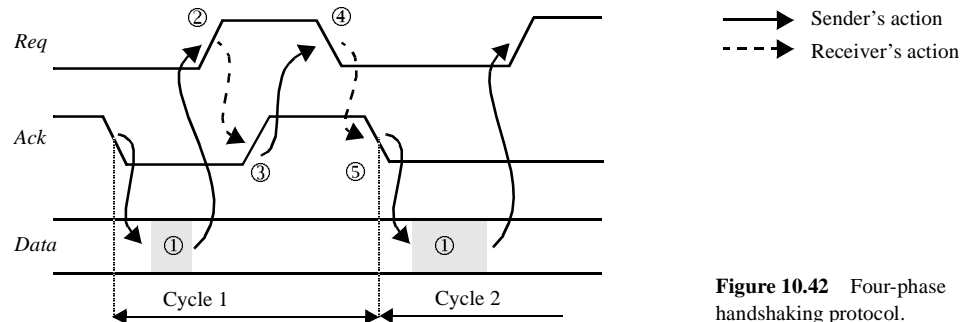 ② ④
Req
Sender's action
Receiver's action
Ack
③ ⑤
Data ① ①
Cycle 1 Cycle 2
Figure 10.42 Four-phase
handshaking protocol.